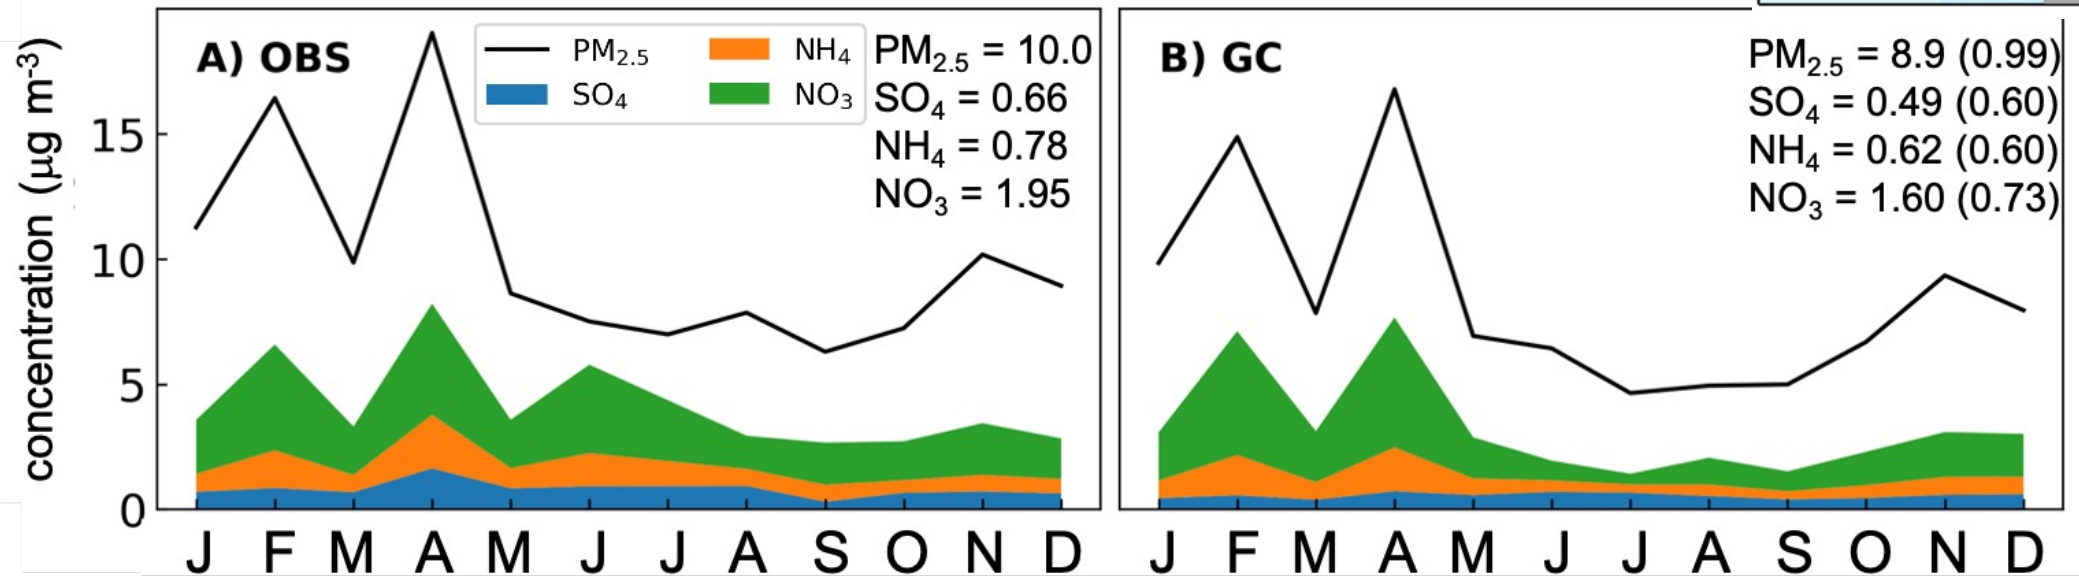 concentration (μg m⁻³)
15
10
5
0
A) OBS
PM₂.₅
NH₄
SO₄
NO₃
PM₂.₅ = 10.0
SO₄ = 0.66
NH₄ = 0.78
NO₃ = 1.95
J F M A M J J A S O N D
B) GC
PM₂.₅ = 8.9 (0.99)
SO₄ = 0.49 (0.60)
NH₄ = 0.62 (0.60)
NO₃ = 1.60 (0.73)
J F M A M J J A S O N D